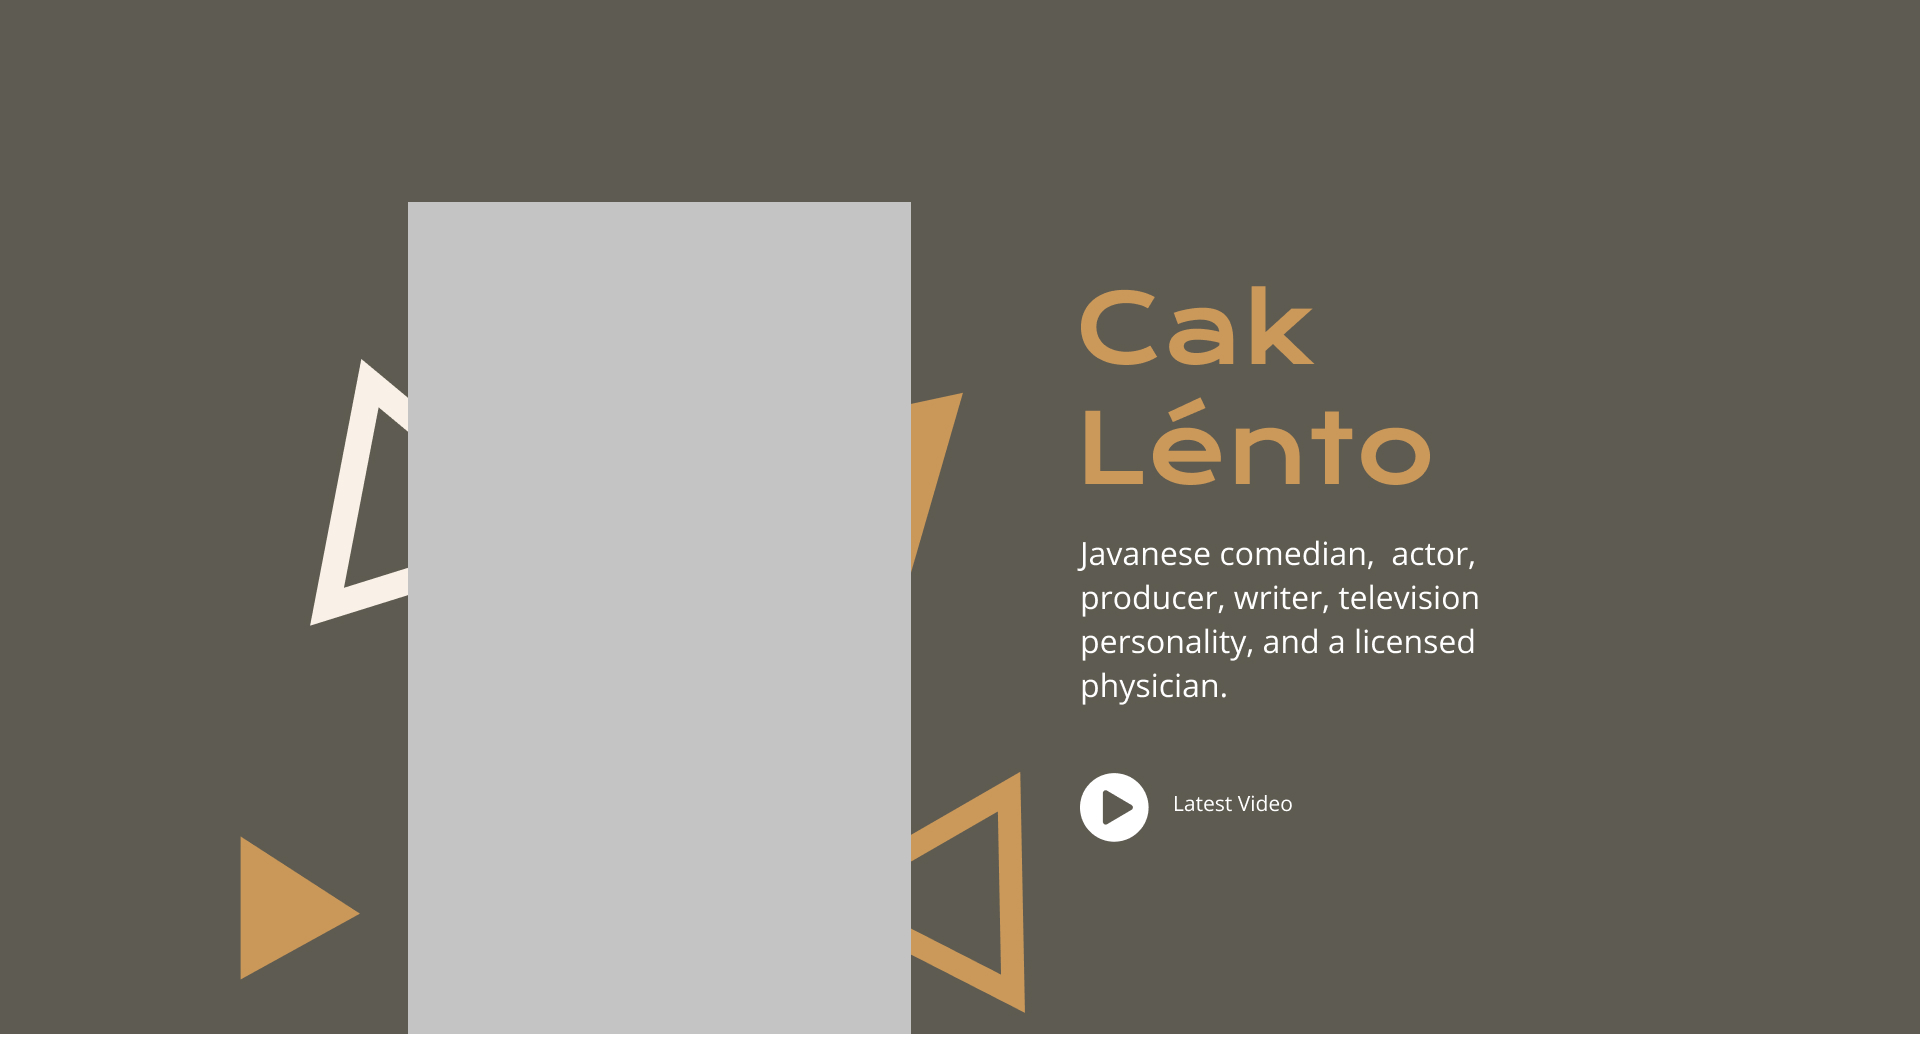 Cak
Lénto
Javanese comedian,  actor,
producer, writer, television
personality, and a licensed
physician.
Latest Video